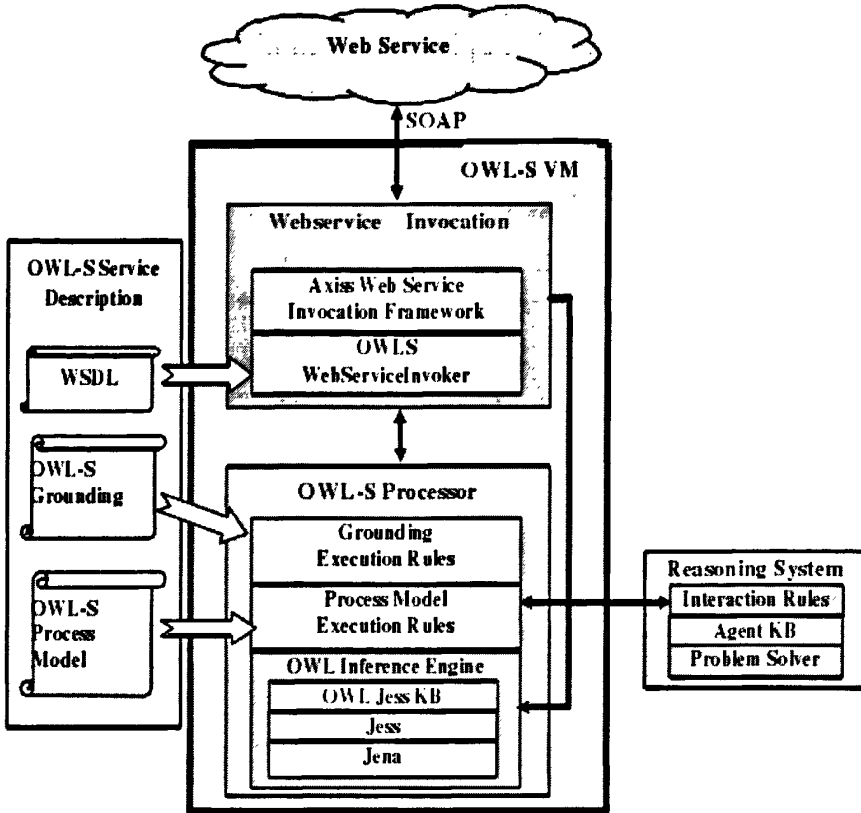 Web Service
SOAP
OWL-S VM
Webservice Invocation
Axiss Web Service
Invocation Framework
OWLS
WebServiceInvoker
OWL-S Service
Description
WSDL
OWL-S
Grounding
OWL-S
Process
Model
OWL-S Processor
Grounding
Execution Rules
Process Model
Execution Rules
OWL Inference Engine
OWL Jess KB
Jess
Jena
Reasoning System
Interaction Rules
Agent KB
Problem Solver